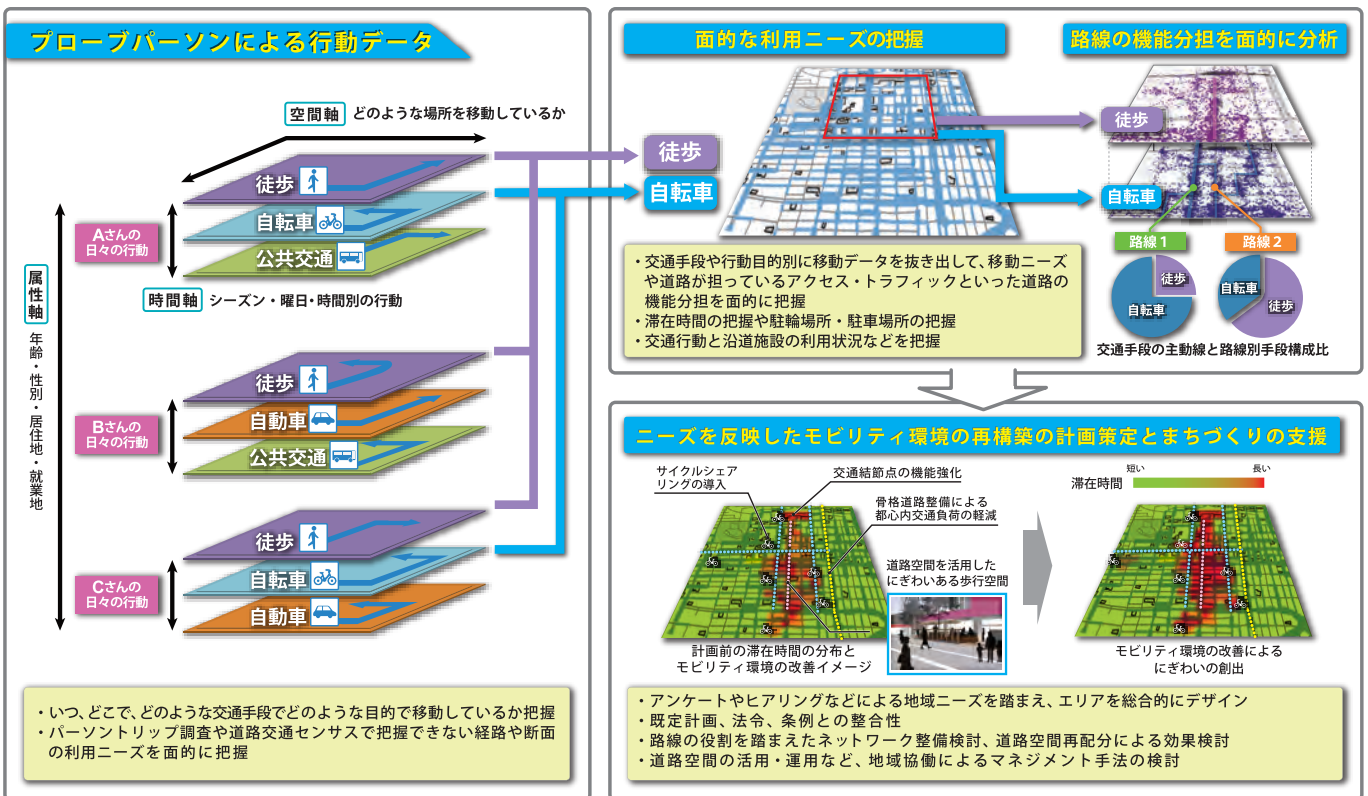 プローブパーソンによる行動データ
空間軸 どのような場所を移動しているか
徒歩
自転車
公共交通
Aさんの
日々の行動
時間軸 シーズン・曜日・時間別の行動
属性軸 年齢・性別・居住地・就業地
徒歩
自動車
公共交通
Bさんの
日々の行動
徒歩
自転車
自動車
Cさんの
日々の行動
・いつ、どこで、どのような交通手段でどのような目的で移動しているか把握
・パーソントリップ調査や道路交通センサスで把握できない経路や断面
の利用ニーズを面的に把握
徒歩
自転車
面的な利用ニーズの把握
・交通手段や行動目的別に移動データを抜き出して、移動ニーズ
や道路が担っているアクセス・トラフィックといった道路の
機能分担を面的に把握
・滞在時間の把握や駐輪場所・駐車場所の把握
・交通行動と沿道施設の利用状況などを把握
路線の機能分担を面的に分析
徒歩
自転車
路線1
路線2
徒歩
自転車
自転車
徒歩
交通手段の主動線と路線別手段構成比
ニーズを反映したモビリティ環境の再構築の計画策定とまちづくりの支援
サイクルシェア
リングの導入
交通結節点の機能強化
骨格道路整備による
都心内交通負荷の軽減
道路空間を活用した
にぎわいある歩行空間
計画前の滞在時間の分布と
モビリティ環境の改善イメージ
短い
長い
滞在時間
モビリティ環境の改善による
にぎわいの創出
・アンケートやヒアリングなどによる地域ニーズを踏まえ、エリアを総合的にデザイン
・既定計画、法令、条例との整合性
・路線の役割を踏まえたネットワーク整備検討、道路空間再配分による効果検討
・道路空間の活用・運用など、地域協働によるマネジメント手法の検討